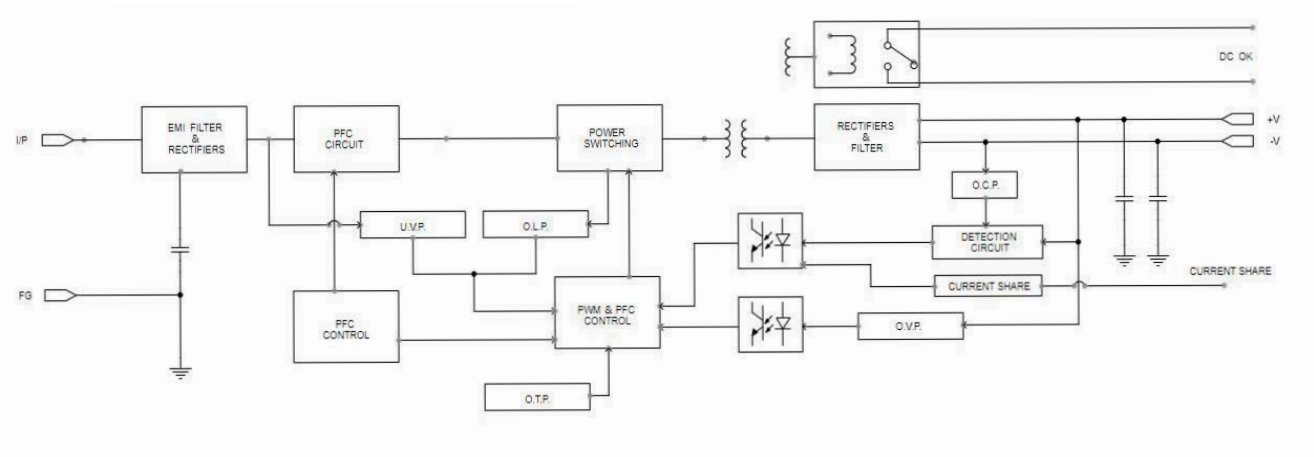 DC OK
I/P
EMI FILTER
&
RECTIFIERS
PFC
CIRCUIT
POWER
SWITCHING
RECTIFIERS
&
FILTER
+V
-V
O.C.P.
U.V.P.
O.L.P.
DETECTION
CIRCUIT
CURRENT SHARE
CURRENT SHARE
FG
PFC
CONTROL
PWM & PFC
CONTROL
O.V.P.
O.T.P.